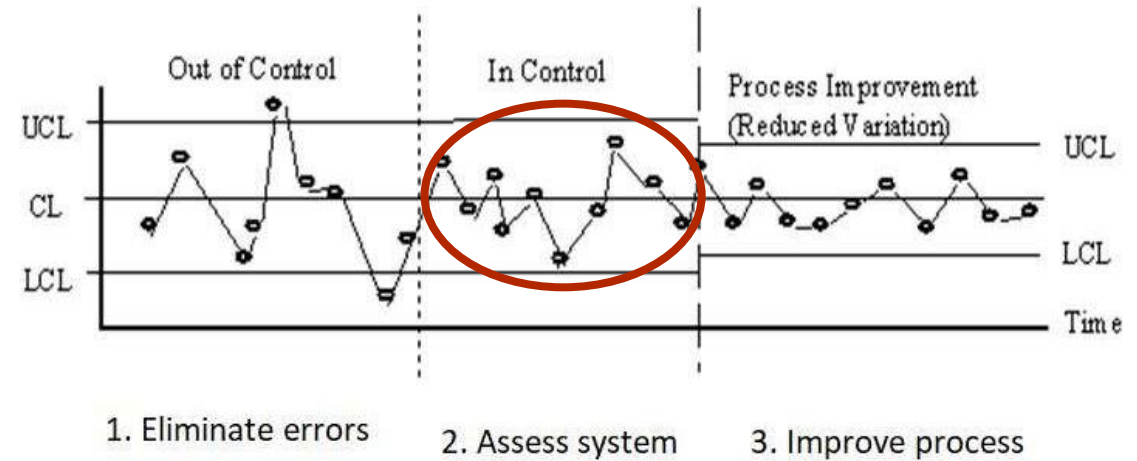 Out of Control
In Control
Process Improvement
(Reduced Variation)
UCL
UCL
CL
LCL
LCL
Time
1. Eliminate errors
2. Assess system
3. Improve process